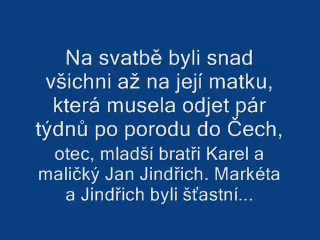 Na svatbě byli snad
všichni až na její matku,
která musela odjet pár
týdnů po porodu do Čech,
otec, mladší bratři Karel a
maličký Jan Jindřich. Markéta
a Jindřich byli šťastní...